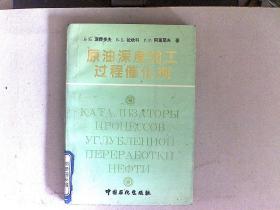 著
原油深度加工
过程催化剂
КАТАЛИЗАТОРЫ
ПРОЦЕССОВ
УГЛУБЛЕННОЙ
ПЕРЕРАБОТКИ
НЕФТИ
中国石化出版社